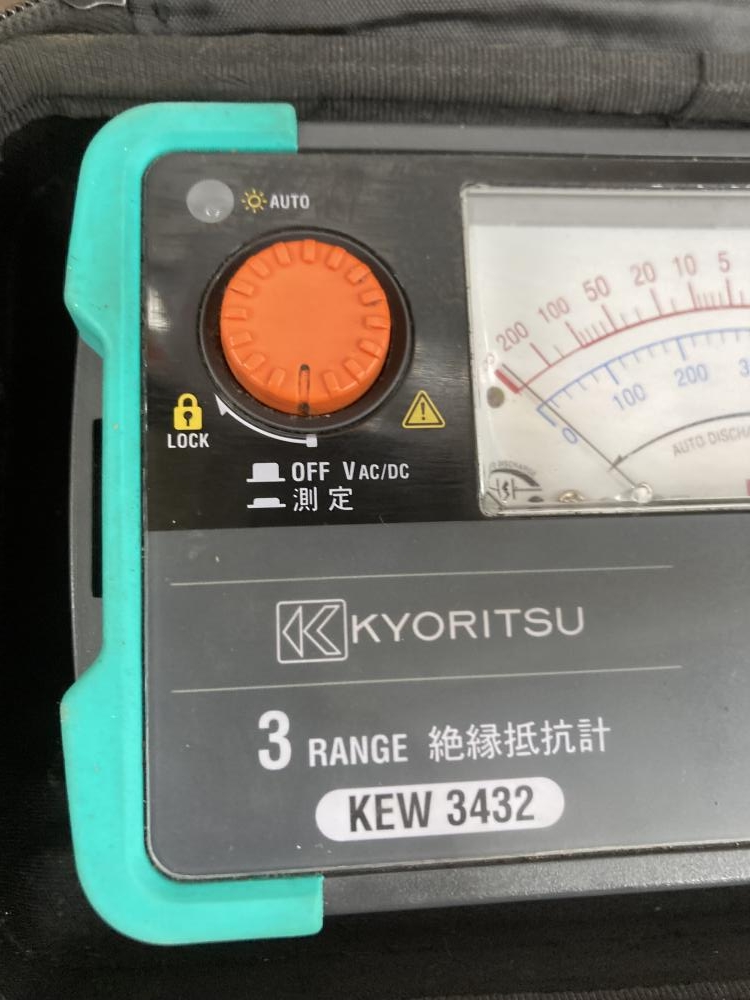 AUTO
200 100 50 20 10 5
0 100 200
AUTO DISCHA
LOCK
OFF V AC/DC
測定
KYORITSU
3 RANGE 絶縁抵抗計
KEW 3432